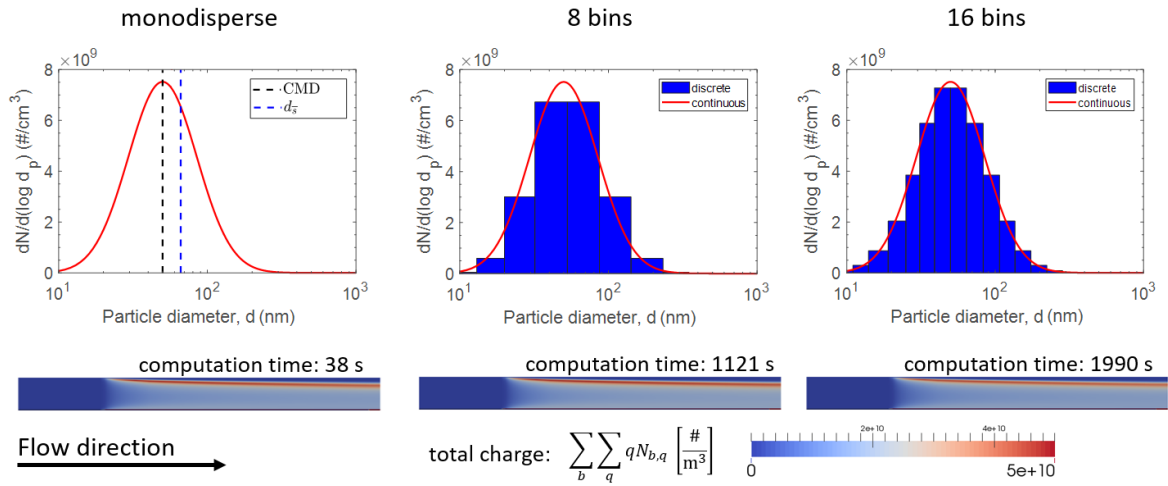 monodisperse
8 bins
16 bins
×10⁹
8
6
4
2
0
dN/d(log d_p) (#/cm³)
10¹
10²
10³
Particle diameter, d (nm)
CMD
d_s̄
×10⁹
8
6
4
2
0
dN/d(log d_p) (#/cm³)
10¹
10²
10³
Particle diameter, d (nm)
discrete
continuous
×10⁹
8
6
4
2
0
dN/d(log d_p) (#/cm³)
10¹
10²
10³
Particle diameter, d (nm)
discrete
continuous
computation time: 38 s
computation time: 1121 s
computation time: 1990 s
Flow direction
total charge: ∑_b ∑_q qN_{b,q} [#/m³]
2e+10
4e+10
0
5e+10